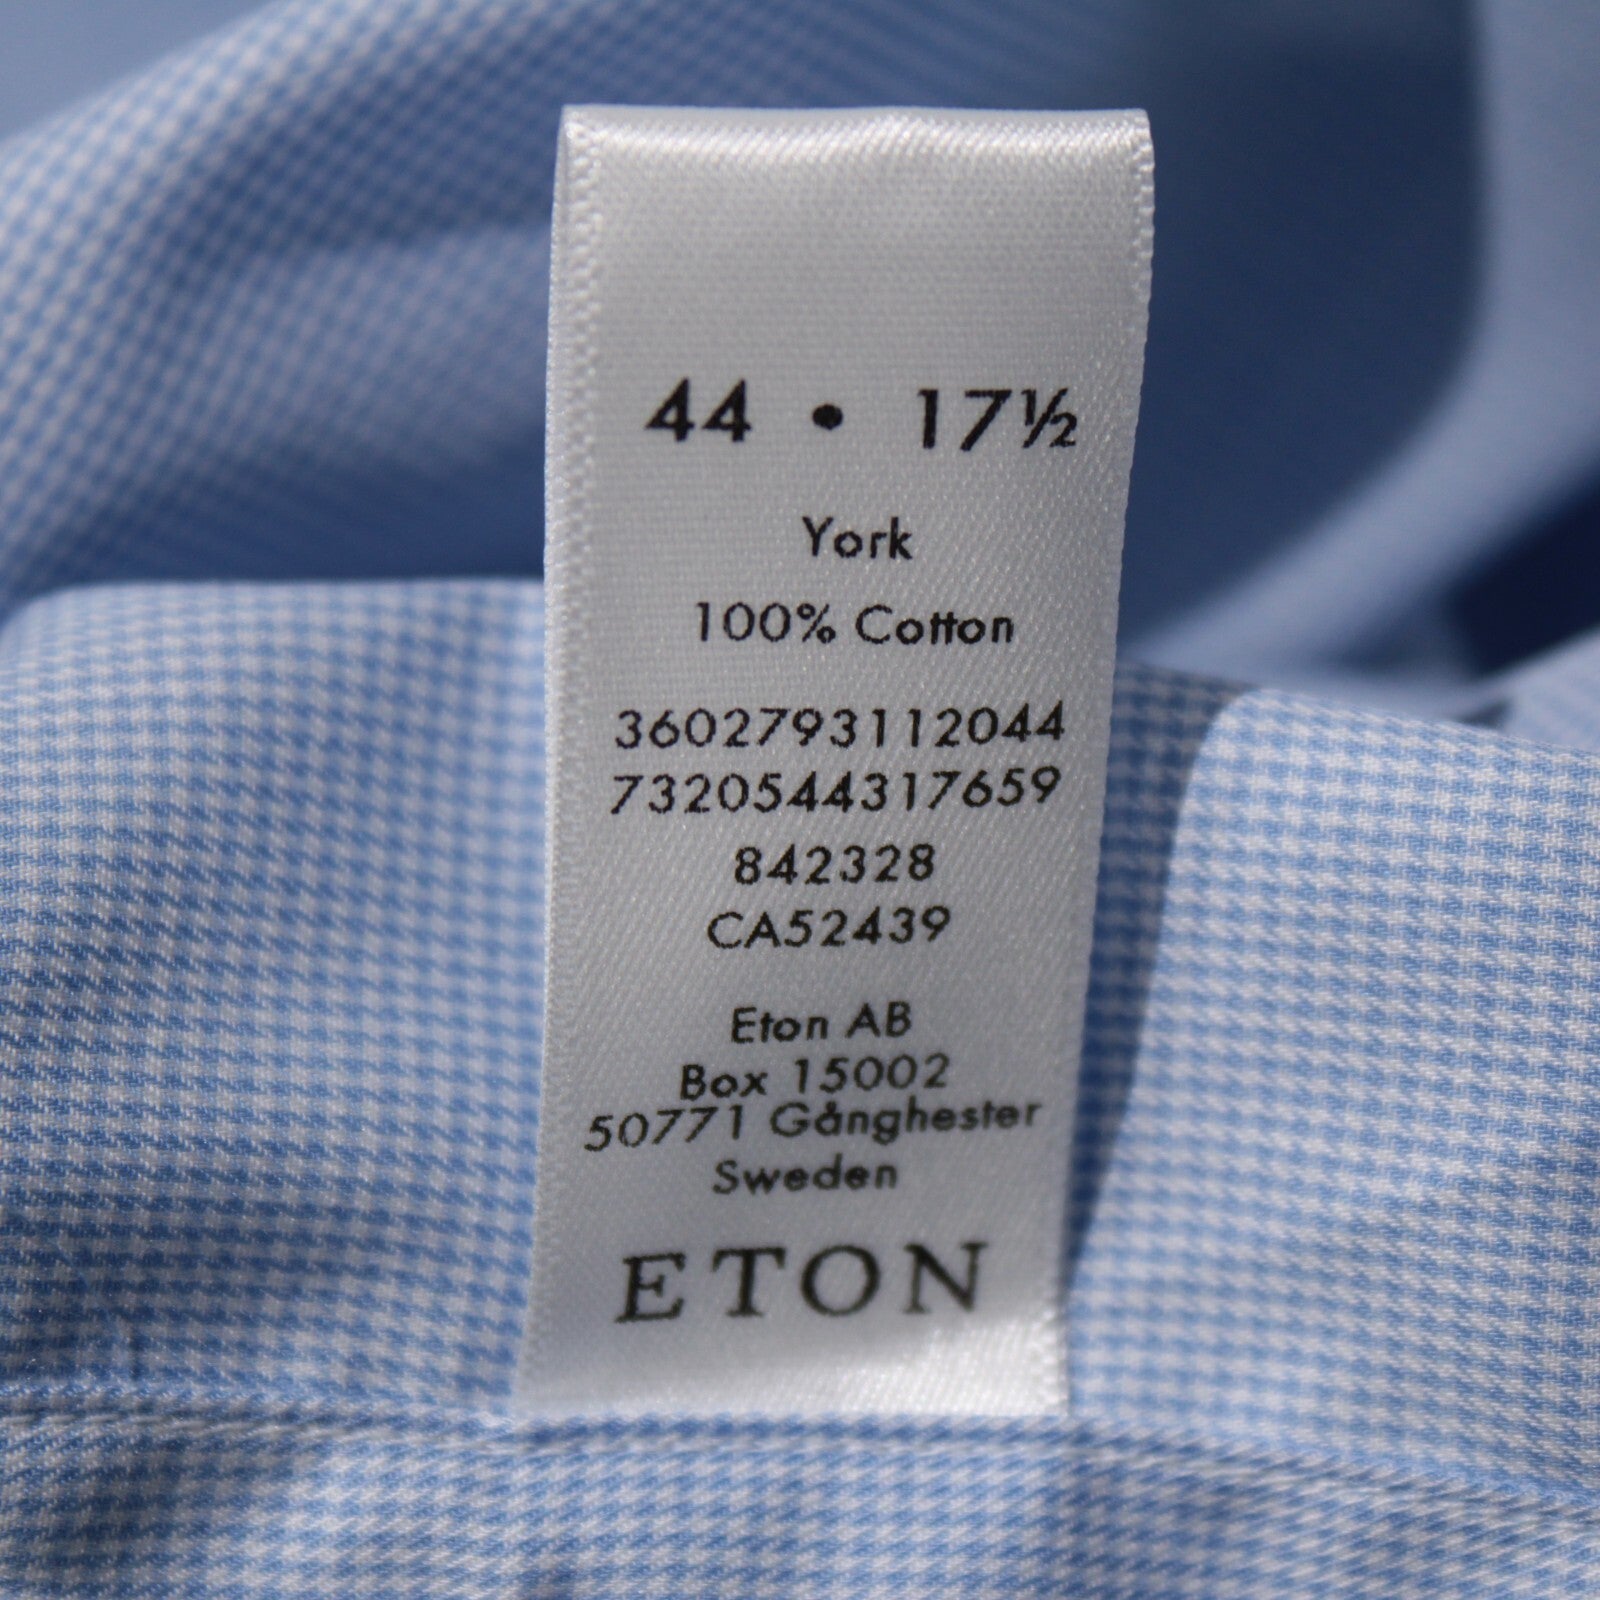 44 • 17½
York
100% Cotton
3602793112044
7320544317659
842328
CA52439
Eton AB
Box 15002
50771 Gånghester
Sweden
ETON